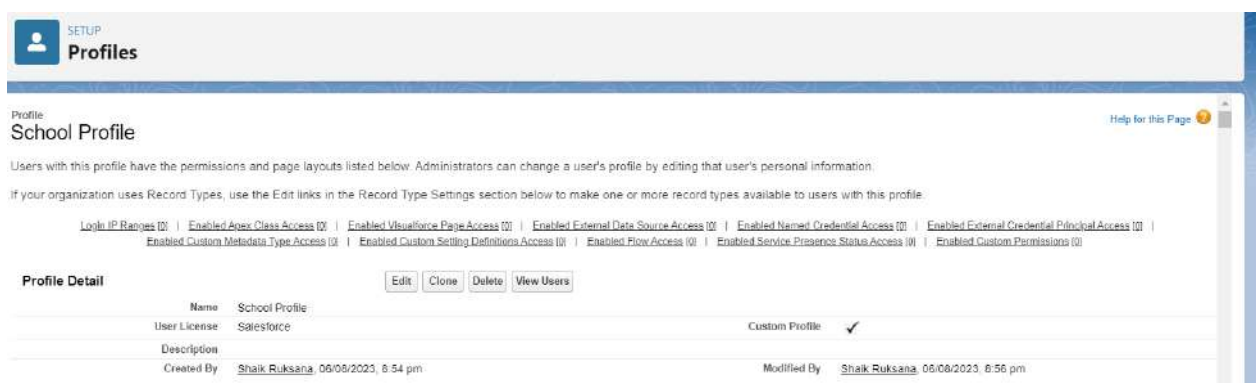 SETUP
Profiles
Profile
School Profile
Help for this Page
Users with this profile have the permissions and page layouts listed below. Administrators can change a user's profile by editing that user's personal information.
If your organization uses Record Types, use the Edit links in the Record Type Settings section below to make one or more record types available to users with this profile.
Login IP Ranges [0] | Enabled Apex Class Access [0] | Enabled Visualforce Page Access [0] | Enabled External Data Source Access [0] | Enabled Named Credential Access [0] | Enabled External Credential Principal Access [0] |
Enabled Custom Metadata Type Access [0] | Enabled Custom Setting Definitions Access [0] | Enabled Flow Access [0] | Enabled Service Presence Status Access [0] | Enabled Custom Permissions [0]
Profile Detail Edit Clone Delete View Users
Name School Profile
User License Salesforce Custom Profile ✓
Description
Created By Shaik Ruksana, 06/08/2023, 8:54 pm Modified By Shaik Ruksana, 06/08/2023, 8:56 pm